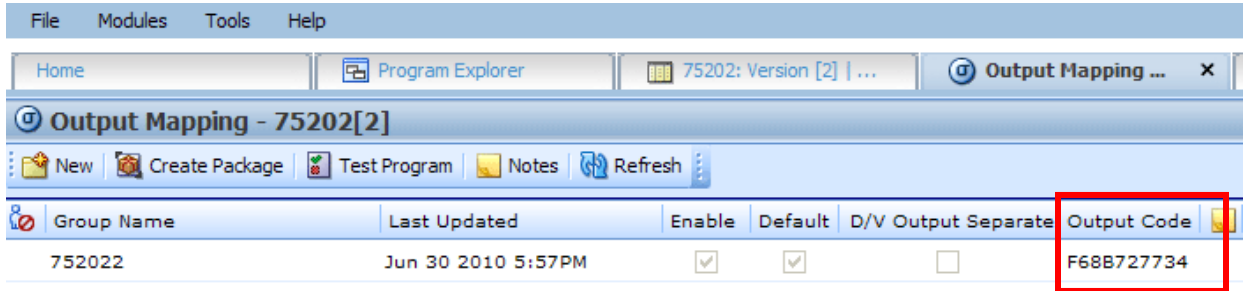 File Modules Tools Help
Home Program Explorer 75202: Version [2] | ... Output Mapping ... x
Output Mapping - 75202[2]
New Create Package Test Program Notes Refresh
Group Name Last Updated Enable Default D/V Output Separate Output Code
752022 Jun 30 2010 5:57PM F68B727734